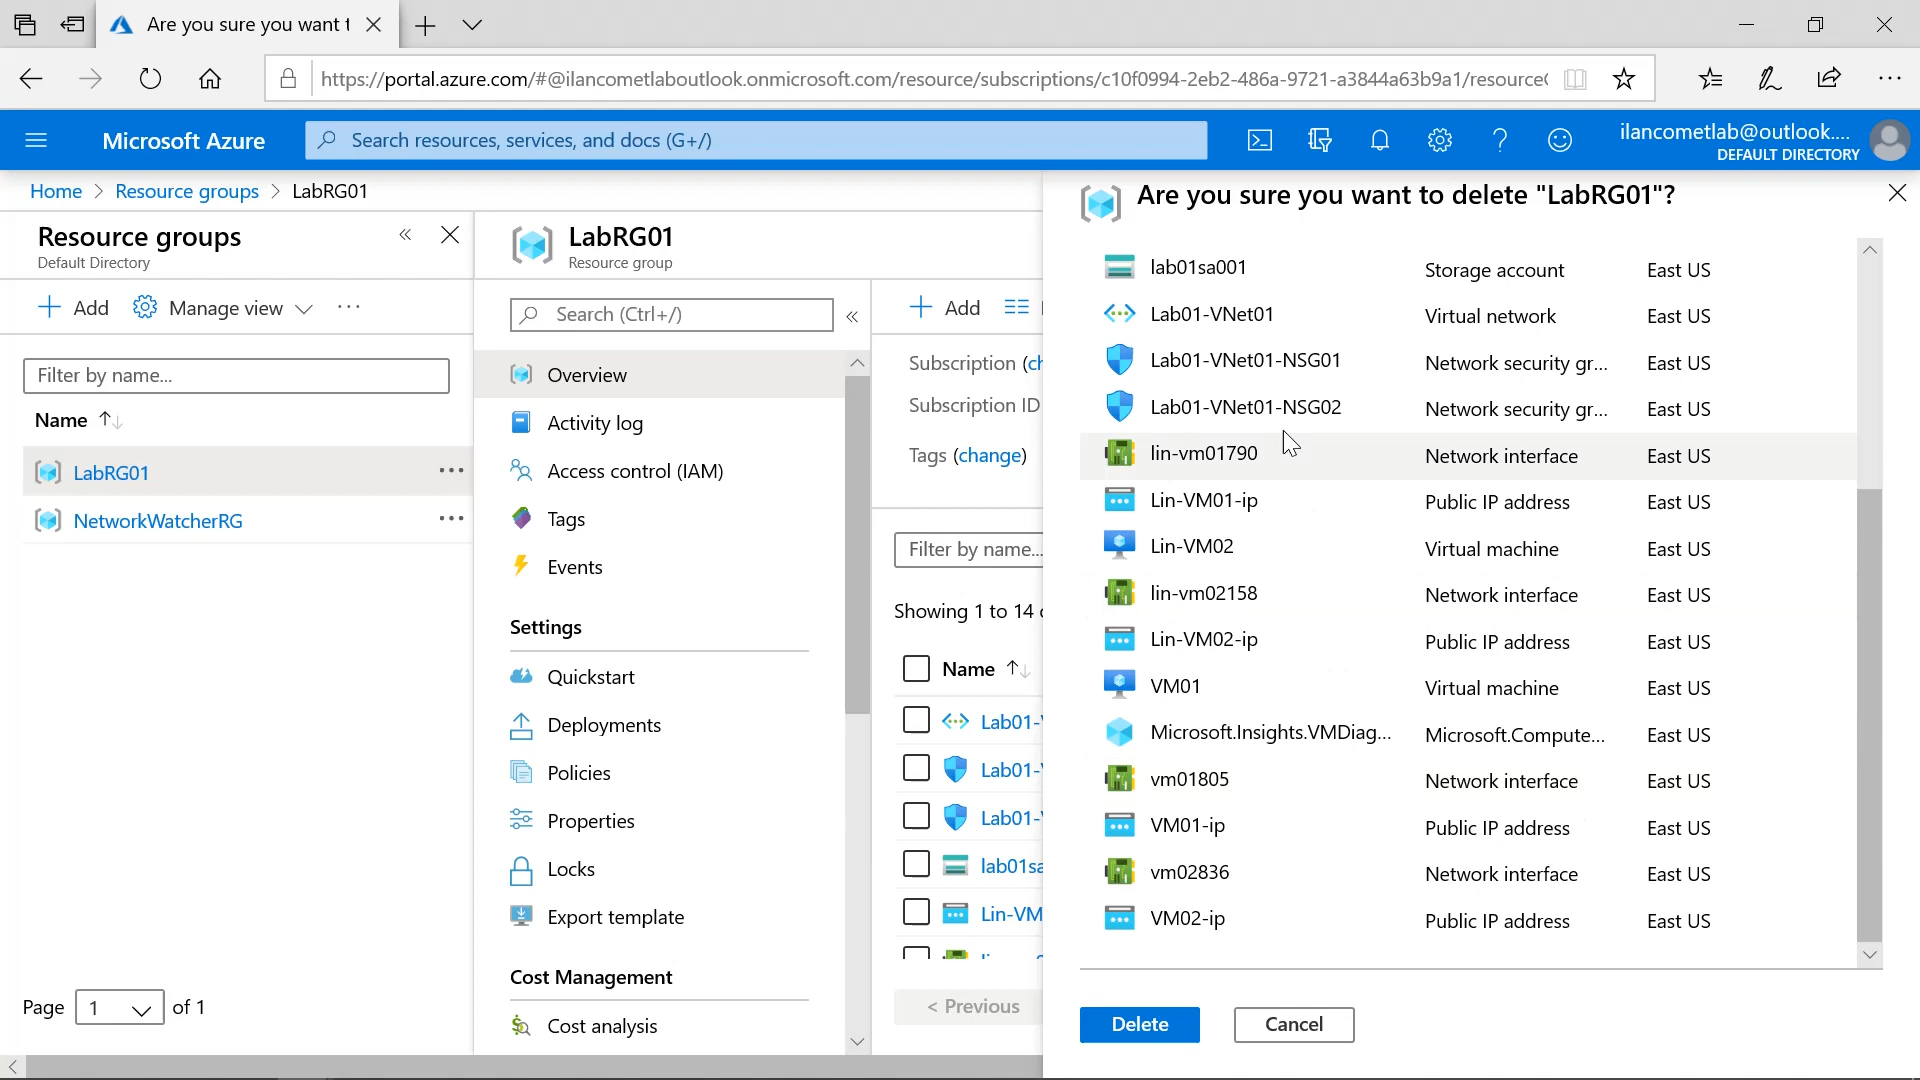 Are you sure you want t
https://portal.azure.com/#@ilancometlaboutlook.onmicrosoft.com/resource/subscriptions/c10f0994-2eb2-486a-9721-a3844a63b9a1/resource
Microsoft Azure
Search resources, services, and docs (G+/)
ilancometlab@outlook....
DEFAULT DIRECTORY
Home > Resource groups > LabRG01
Resource groups
Default Directory
Add
Manage view
Filter by name...
Name
LabRG01
NetworkWatcherRG
Page 1 of 1
LabRG01
Resource group
Search (Ctrl+/)
Overview
Activity log
Access control (IAM)
Tags
Events
Settings
Quickstart
Deployments
Policies
Properties
Locks
Export template
Cost Management
Cost analysis
Add
Subscription (ch
Subscription ID
Tags (change)
Filter by name...
Showing 1 to 14
Name
Lab01-
Lab01-
Lab01-
lab01sa
Lin-VM
< Previous
Are you sure you want to delete "LabRG01"?
lab01sa001 Storage account East US
Lab01-VNet01 Virtual network East US
Lab01-VNet01-NSG01 Network security gr... East US
Lab01-VNet01-NSG02 Network security gr... East US
lin-vm01790 Network interface East US
Lin-VM01-ip Public IP address East US
Lin-VM02 Virtual machine East US
lin-vm02158 Network interface East US
Lin-VM02-ip Public IP address East US
VM01 Virtual machine East US
Microsoft.Insights.VMDiag... Microsoft.Compute... East US
vm01805 Network interface East US
VM01-ip Public IP address East US
vm02836 Network interface East US
VM02-ip Public IP address East US
Delete
Cancel